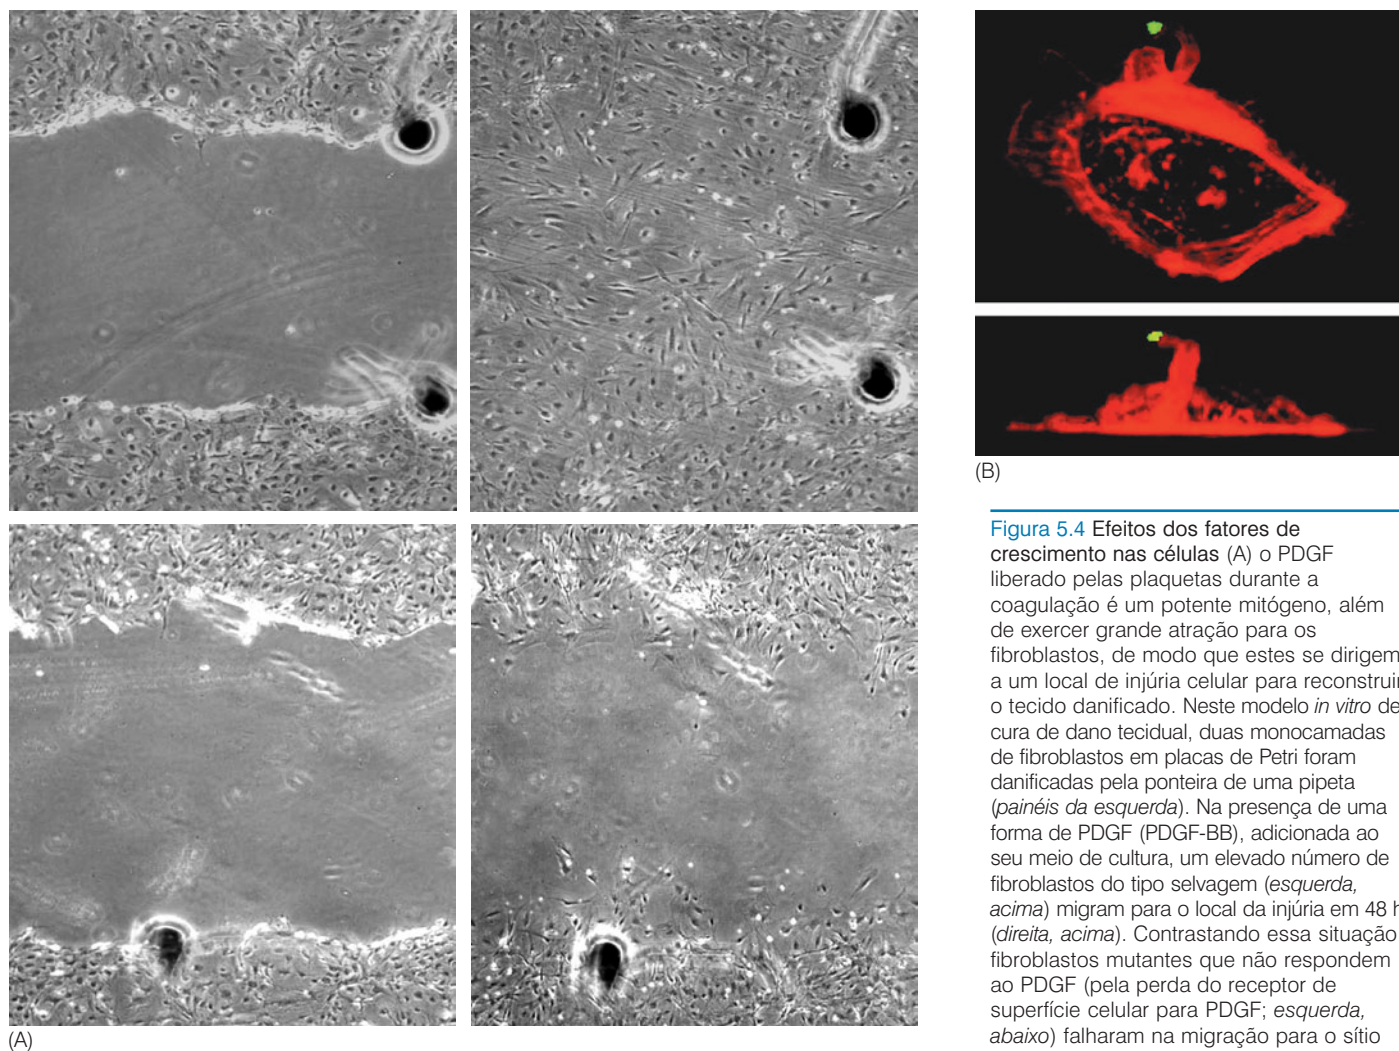 (B)
Figura 5.4 Efeitos dos fatores de
crescimento nas células (A) o PDGF
liberado pelas plaquetas durante a
coagulação é um potente mitógeno, além
de exercer grande atração para os
fibroblastos, de modo que estes se dirigem
a um local de injúria celular para reconstruir
o tecido danificado. Neste modelo in vitro de
cura de dano tecidual, duas monocamadas
de fibroblastos em placas de Petri foram
danificadas pela ponteira de uma pipeta
(painéis da esquerda). Na presença de uma
forma de PDGF (PDGF-BB), adicionada ao
seu meio de cultura, um elevado número de
fibroblastos do tipo selvagem (esquerda,
acima) migram para o local da injúria em 48 h
(direita, acima). Contrastando essa situação
fibroblastos mutantes que não respondem
ao PDGF (pela perda do receptor de
superfície celular para PDGF; esquerda,
abaixo) falharam na migração para o sítio
(A)